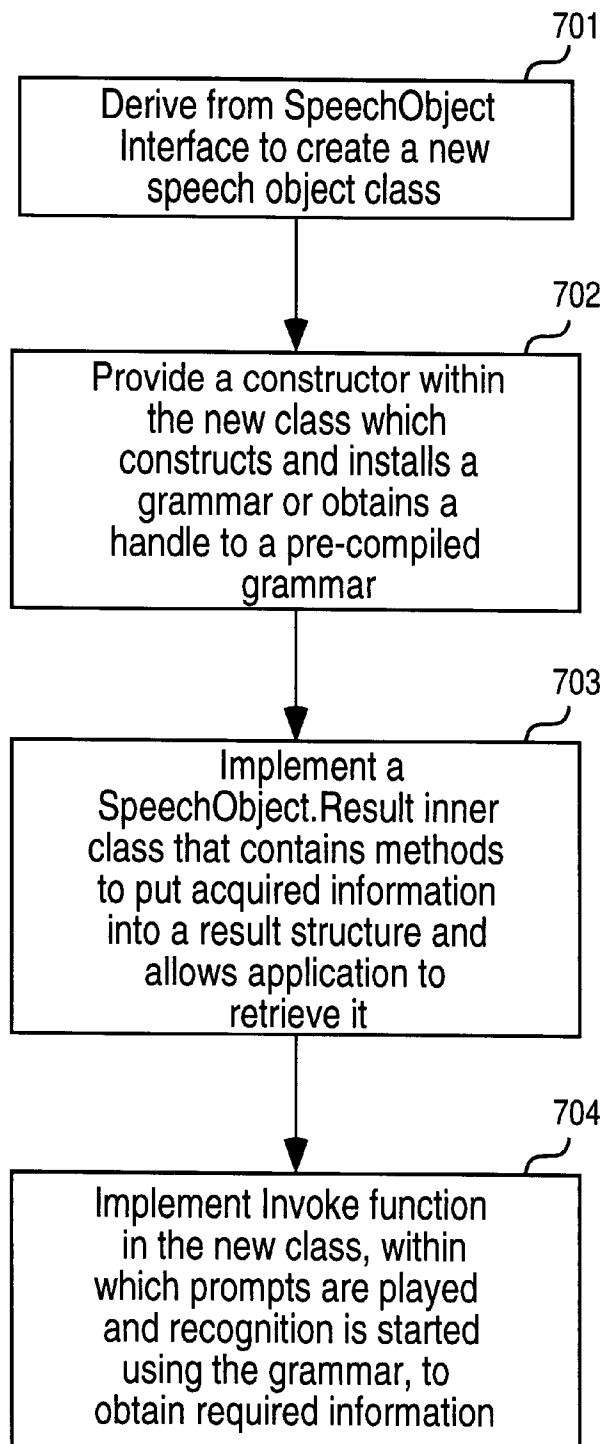 701
Derive from SpeechObject
Interface to create a new
speech object class
702
Provide a constructor within
the new class which
constructs and installs a
grammar or obtains a
handle to a pre-compiled
grammar
703
Implement a
SpeechObject.Result inner
class that contains methods
to put acquired information
into a result structure and
allows application to
retrieve it
704
Implement Invoke function
in the new class, within
which prompts are played
and recognition is started
using the grammar, to
obtain required information